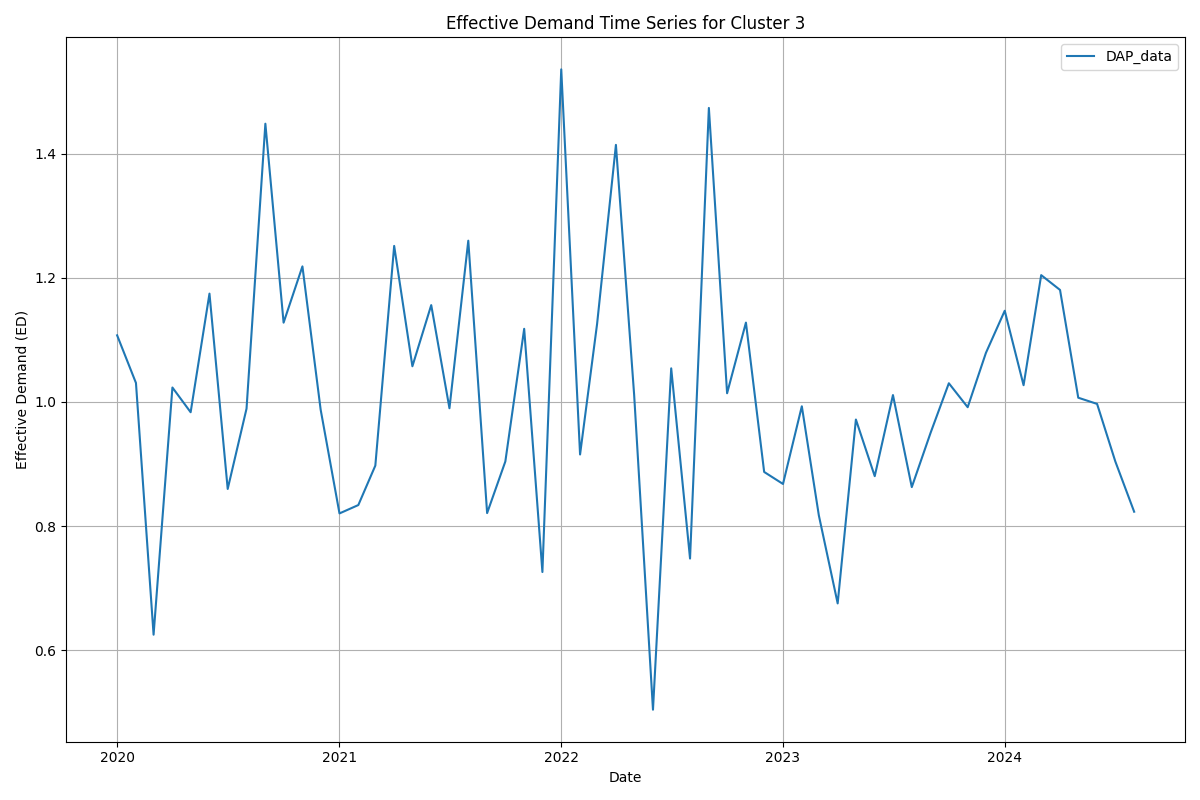 Effective Demand Time Series for Cluster 3
DAP_data
Effective Demand (ED)
1.4
1.2
1.0
0.8
0.6
2020 2021 2022 2023 2024
Date